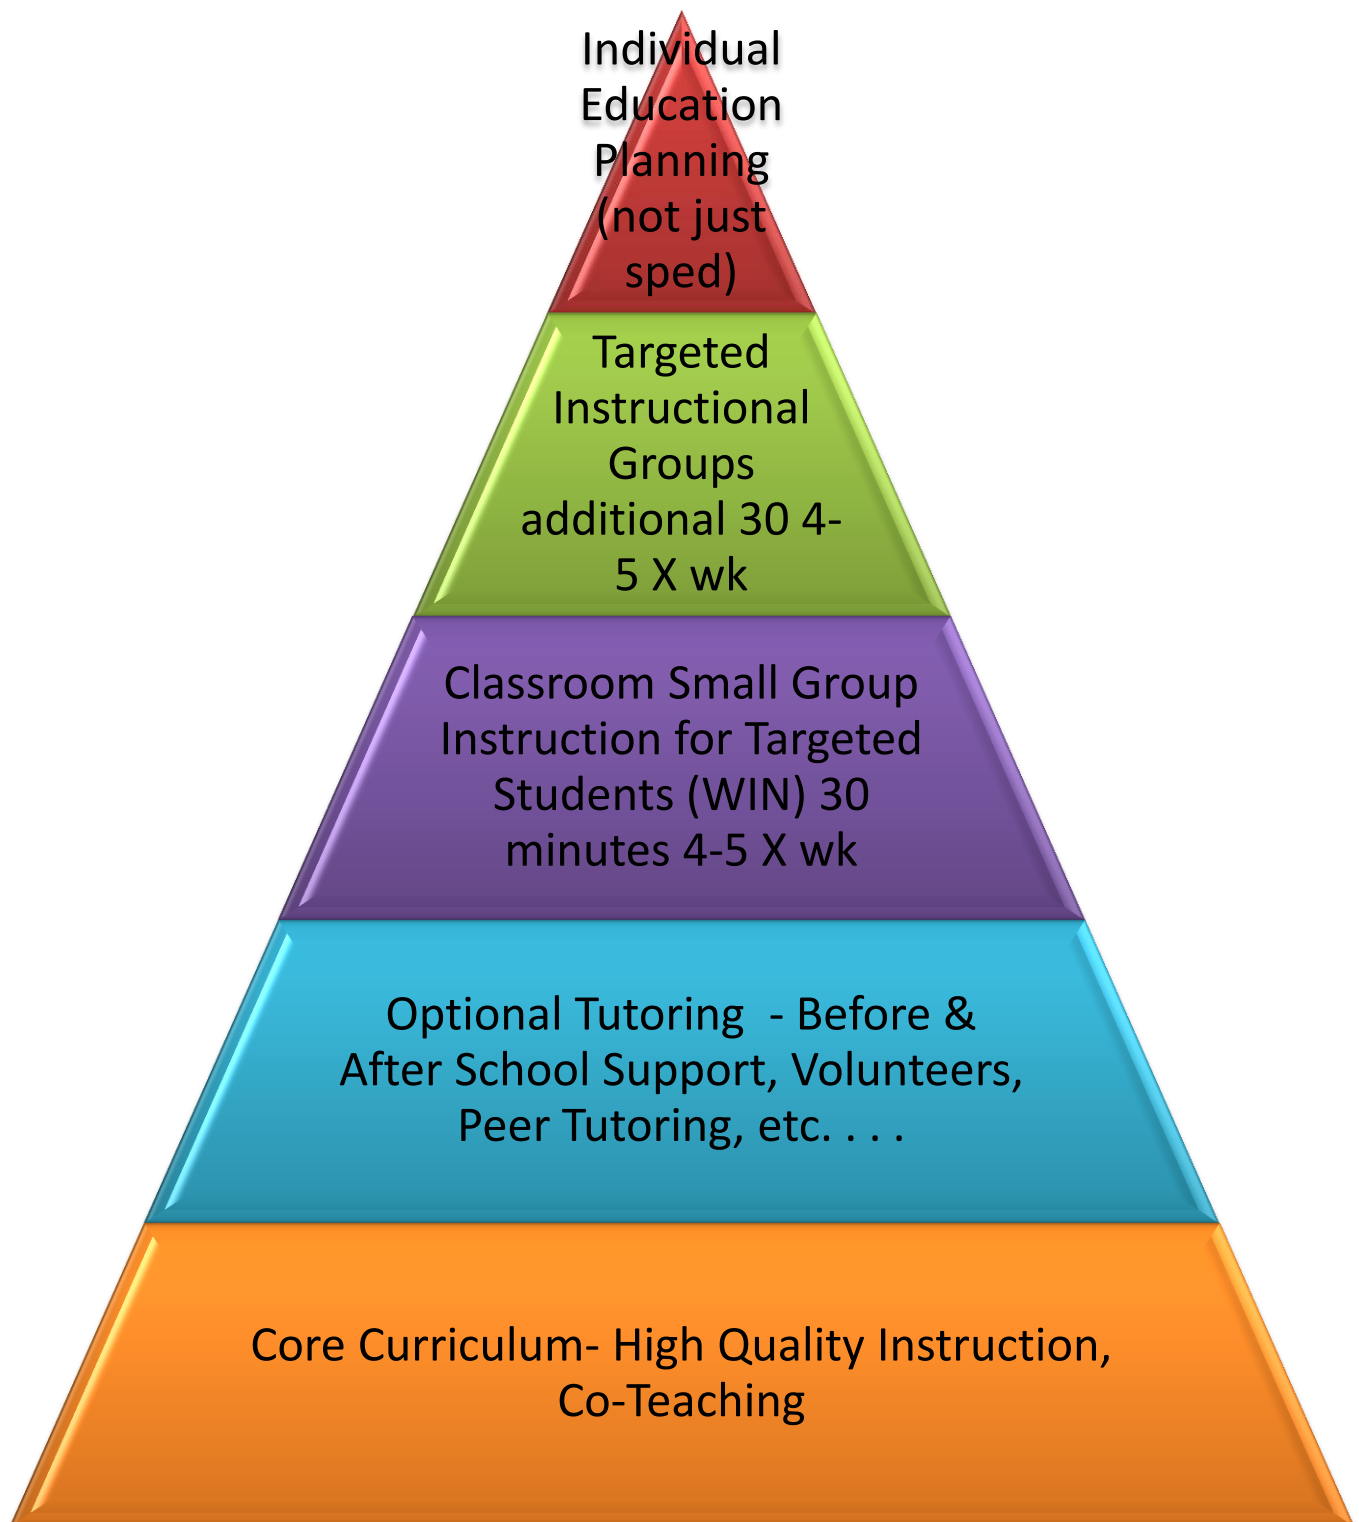 Individual
Education
Planning
(not just
sped)
Targeted
Instructional
Groups
additional 30 4-
5 X wk
Classroom Small Group
Instruction for Targeted
Students (WIN) 30
minutes 4-5 X wk
Optional Tutoring  - Before &
After School Support, Volunteers,
Peer Tutoring, etc. . . .
Core Curriculum- High Quality Instruction,
Co-Teaching